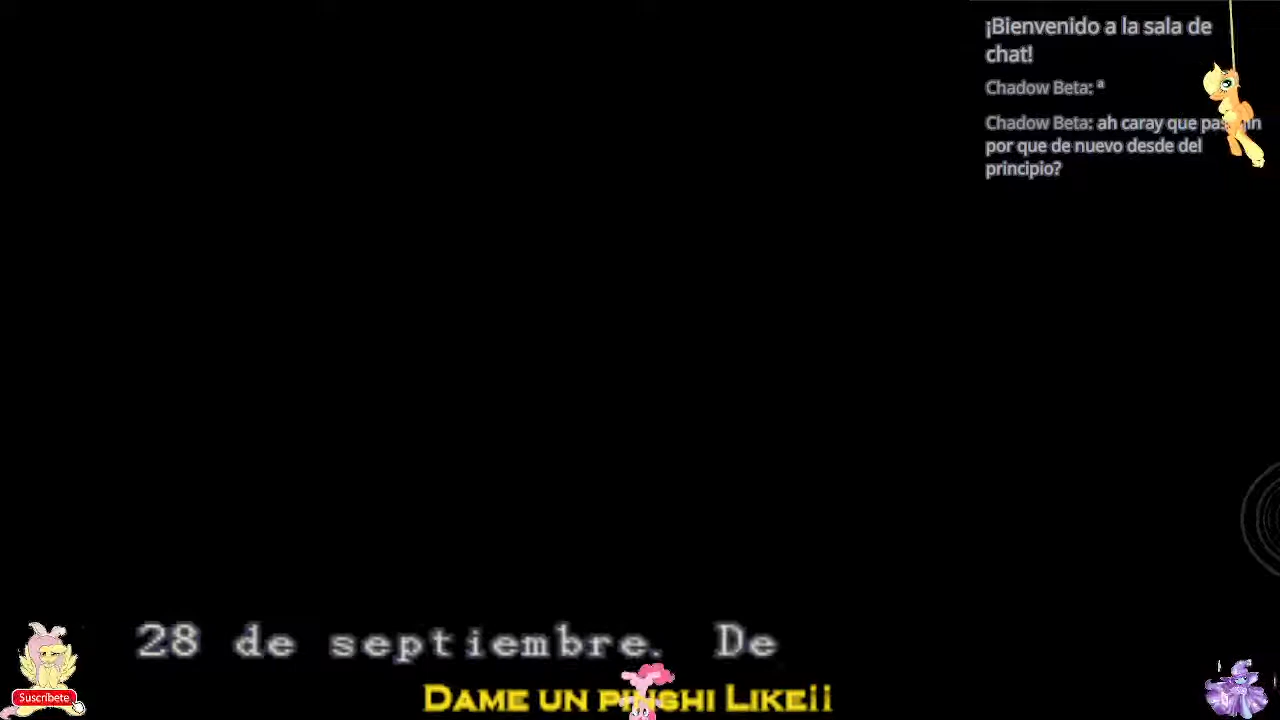 ¡Bienvenido a la sala de
chat!
Chadow Beta: ª
Chadow Beta: ah caray que
por que de nuevo desde del
principio?
28 de septiembre. De
Suscríbete
DAME UN PINSHI LIKE¡¡